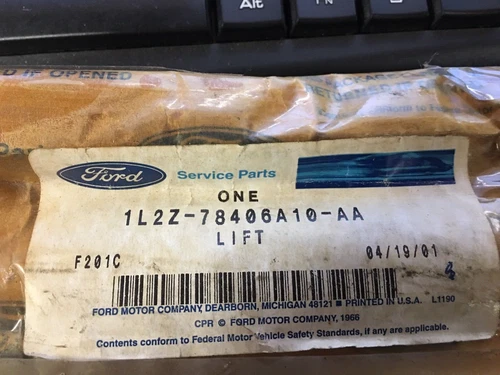 Alt
D IF OPENED
Ford Service Parts
ONE
1L2Z-78406A10-AA
LIFT
F201C 04/19/01
FORD MOTOR COMPANY, DEARBORN, MICHIGAN 48121 ■ PRINTED IN U.S.A. L1190
CPR © FORD MOTOR COMPANY, 1966
Contents conform to Federal Motor Vehicle Safety Standards, if any are applicable.